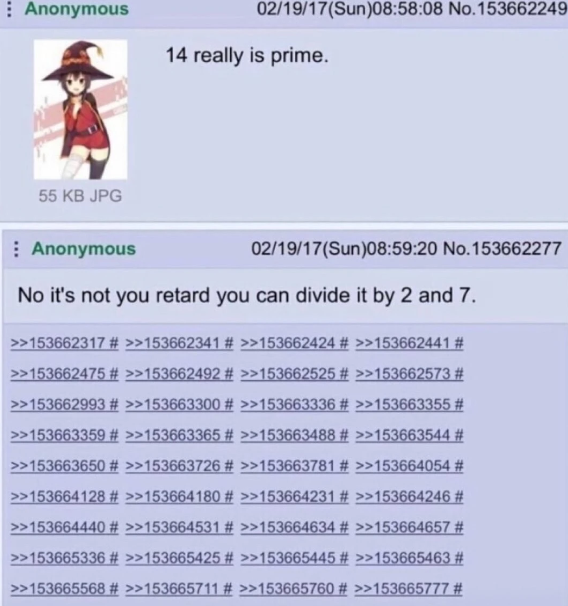 Anonymous 02/19/17(Sun)08:58:08 No.153662249
14 really is prime.
55 KB JPG
Anonymous 02/19/17(Sun)08:59:20 No.153662277
No it's not you retard you can divide it by 2 and 7.
>>153662317 # >>153662341 # >>153662424 # >>153662441 #
>>153662475 # >>153662492 # >>153662525 # >>153662573 #
>>153662993 # >>153663300 # >>153663336 # >>153663355 #
>>153663359 # >>153663365 # >>153663488 # >>153663544 #
>>153663650 # >>153663726 # >>153663781 # >>153664054 #
>>153664128 # >>153664180 # >>153664231 # >>153664246 #
>>153664440 # >>153664531 # >>153664634 # >>153664657 #
>>153665336 # >>153665425 # >>153665445 # >>153665463 #
>>153665568 # >>153665711 # >>153665760 # >>153665777 #